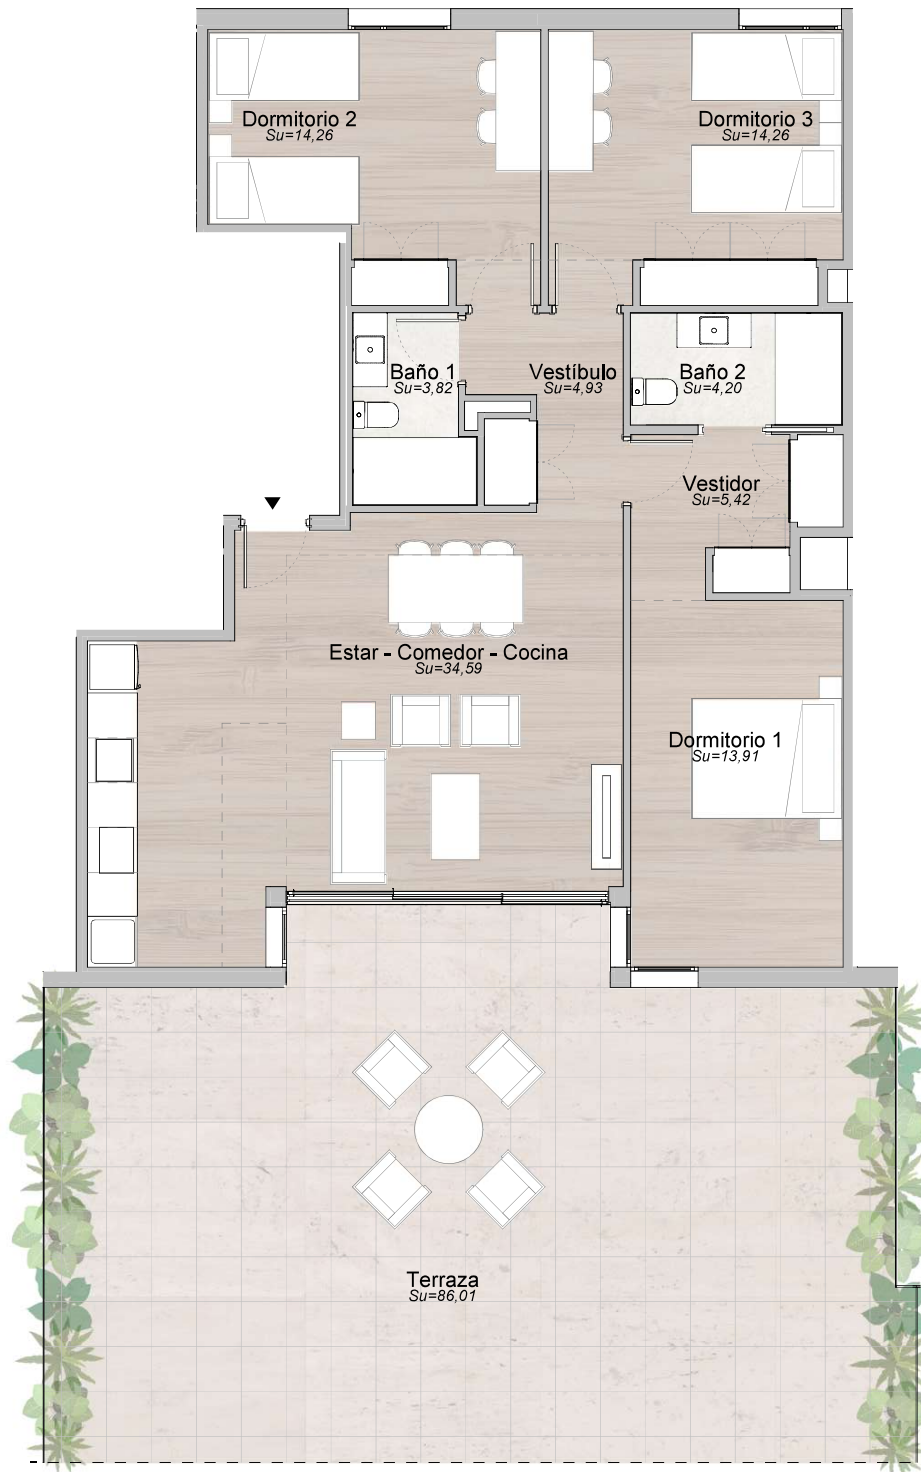 Dormitorio 2
Su=14,26
Dormitorio 3
Su=14,26
Baño 1
Su=3,82
Vestíbulo
Su=4,93
Baño 2
Su=4,20
Vestidor
Su=5,42
Estar - Comedor - Cocina
Su=34,59
Dormitorio 1
Su=13,91
Terraza
Su=86,01